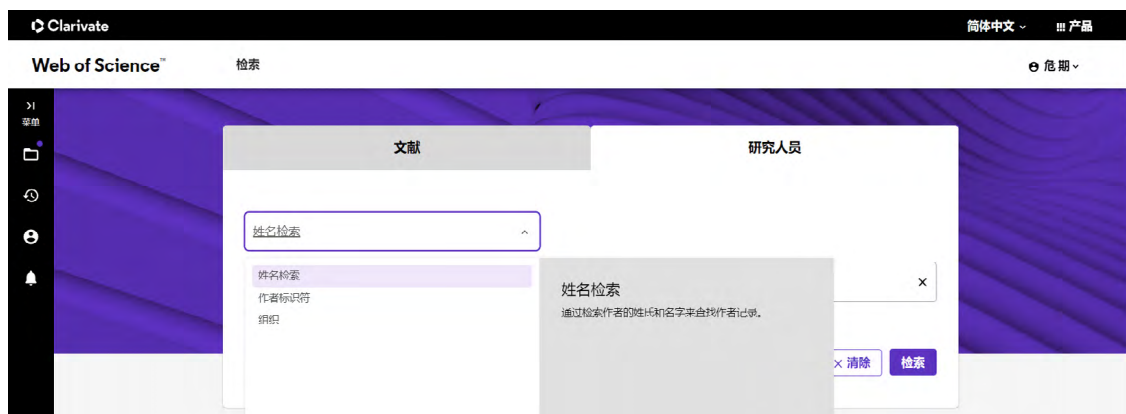 Clarivate
简体中文
产品
Web of Science™
检索
危期
菜单
文献
研究人员
姓名检索
姓名检索
作者标识符
组织
姓名检索
通过检索作者的姓氏和名字来查找作者记录。
× 清除
检索